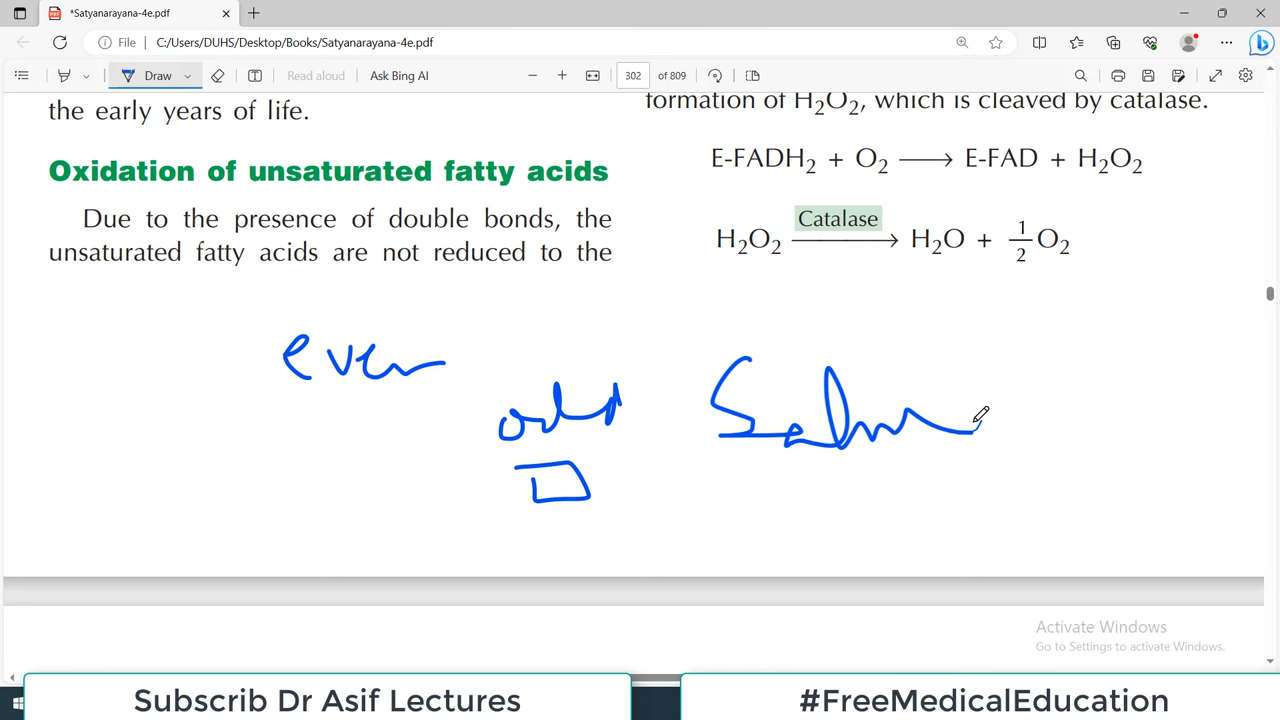 *Satyanarayana-4e.pdf
File C:/Users/DUHS/Desktop/Books/Satyanarayana-4e.pdf
Draw Read aloud Ask Bing AI 302 of 809
the early years of life.
Oxidation of unsaturated fatty acids
Due to the presence of double bonds, the
unsaturated fatty acids are not reduced to the
formation of H₂O₂, which is cleaved by catalase.
E-FADH₂ + O₂ ⟶ E-FAD + H₂O₂
Catalase
H₂O₂ ⟶ H₂O + 1/2 O₂
even
odd
Activate Windows
Go to Settings to activate Windows.
Subscrib Dr Asif Lectures
#FreeMedicalEducation